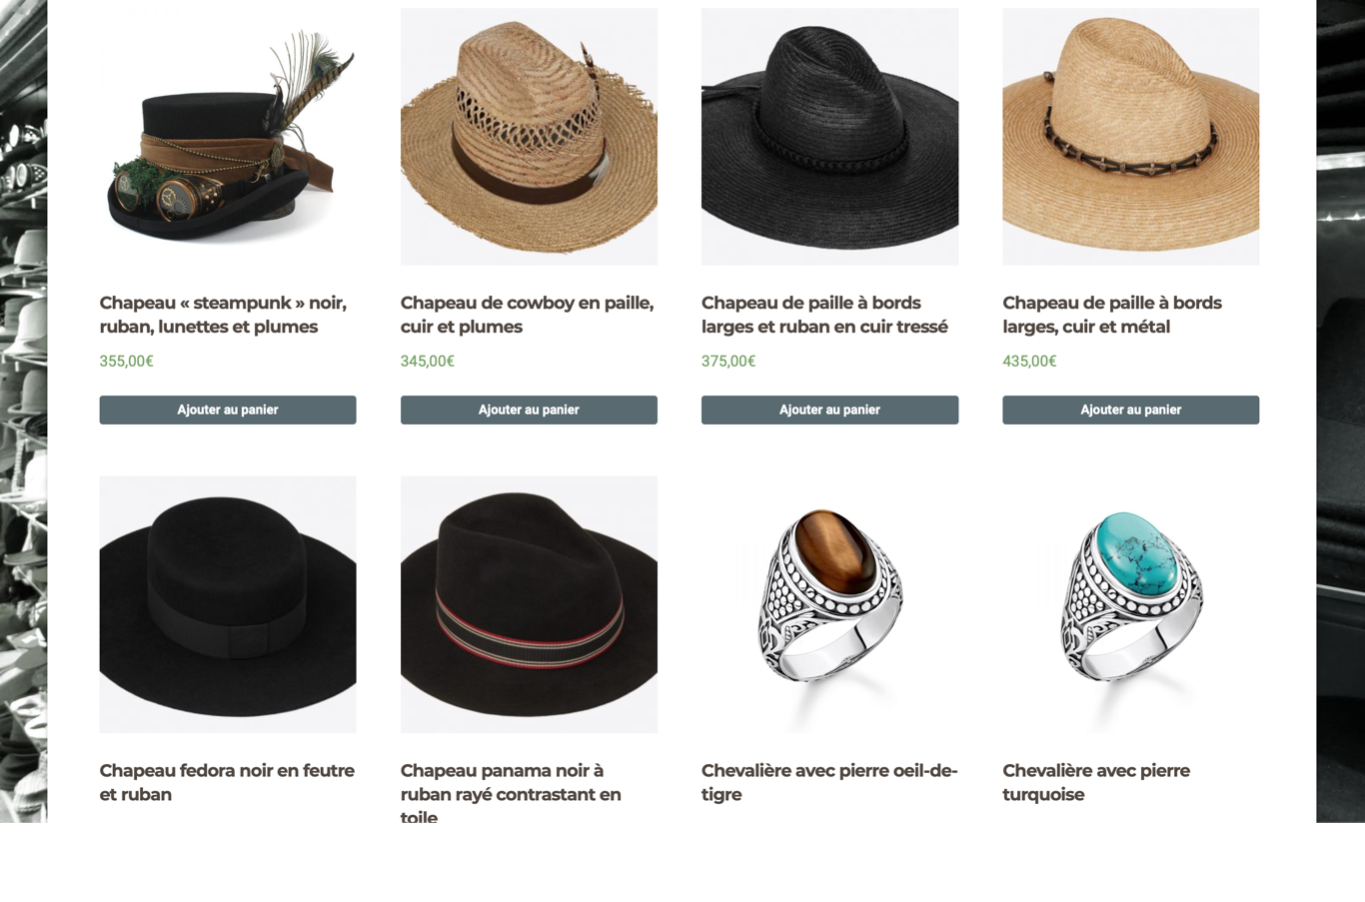 Chapeau « steampunk » noir,
ruban, lunettes et plumes
355,00€
Ajouter au panier
Chapeau de cowboy en paille,
cuir et plumes
345,00€
Ajouter au panier
Chapeau de paille à bords
larges et ruban en cuir tressé
375,00€
Ajouter au panier
Chapeau de paille à bords
larges, cuir et métal
435,00€
Ajouter au panier
Chapeau fedora noir en feutre
et ruban
Chapeau panama noir à
ruban rayé contrastant en
toile
Chevalière avec pierre oeil-de-
tigre
Chevalière avec pierre
turquoise